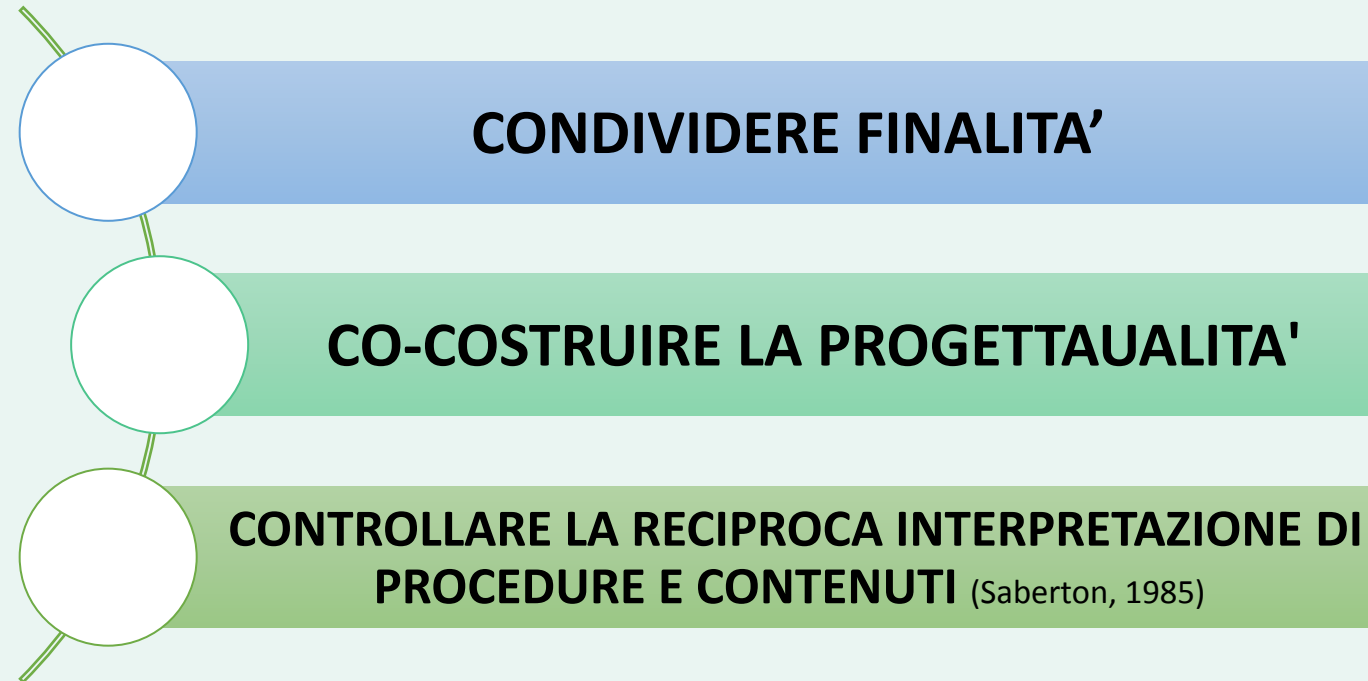 CONDIVIDERE FINALITA’
CO-COSTRUIRE LA PROGETTAUALITA'
CONTROLLARE LA RECIPROCA INTERPRETAZIONE DI
PROCEDURE E CONTENUTI (Saberton, 1985)